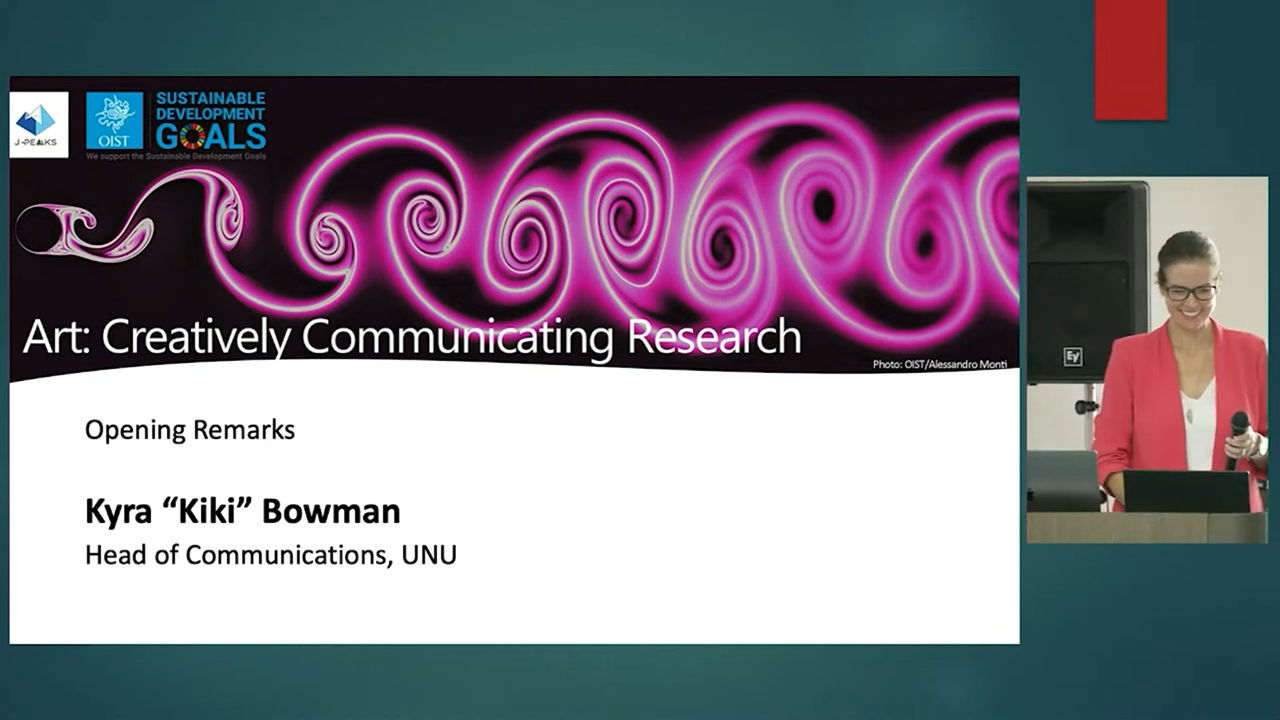 J-PEAKS
OIST
SUSTAINABLE
DEVELOPMENT
GOALS
We support the Sustainable Development Goals
Art: Creatively Communicating Research
Photo: OIST/Alessandro Monti
Opening Remarks
Kyra “Kiki” Bowman
Head of Communications, UNU
EV